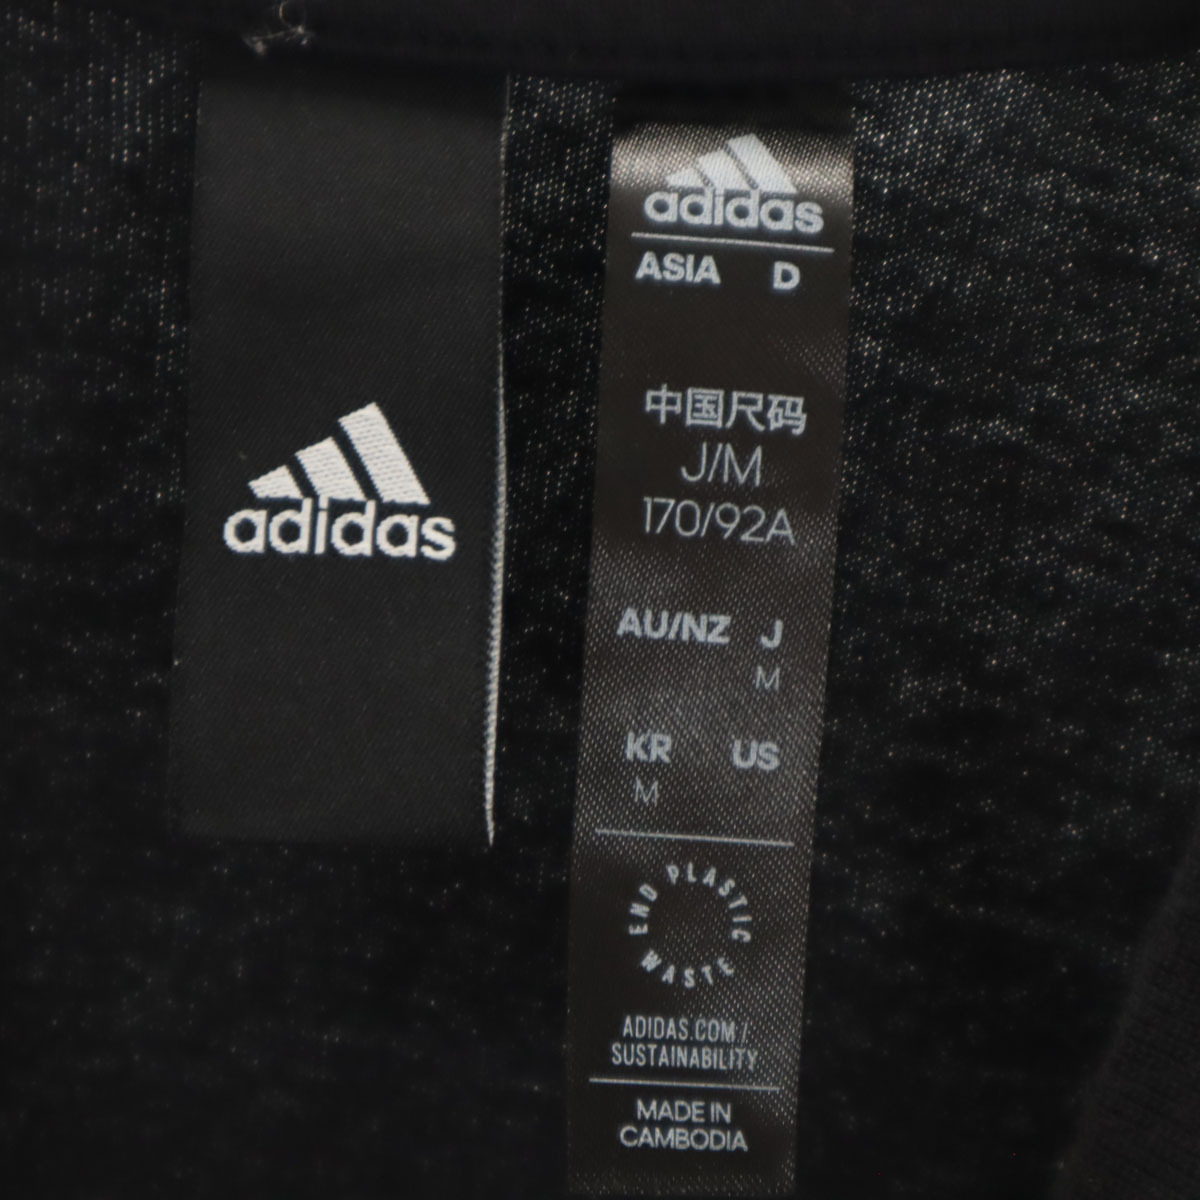 adidas
adidas
ASIA D
中国尺码
J/M
170/92A
AU/NZ J
M
KR US
M
END PLASTIC WASTE
ADIDAS.COM/
SUSTAINABILITY
MADE IN
CAMBODIA